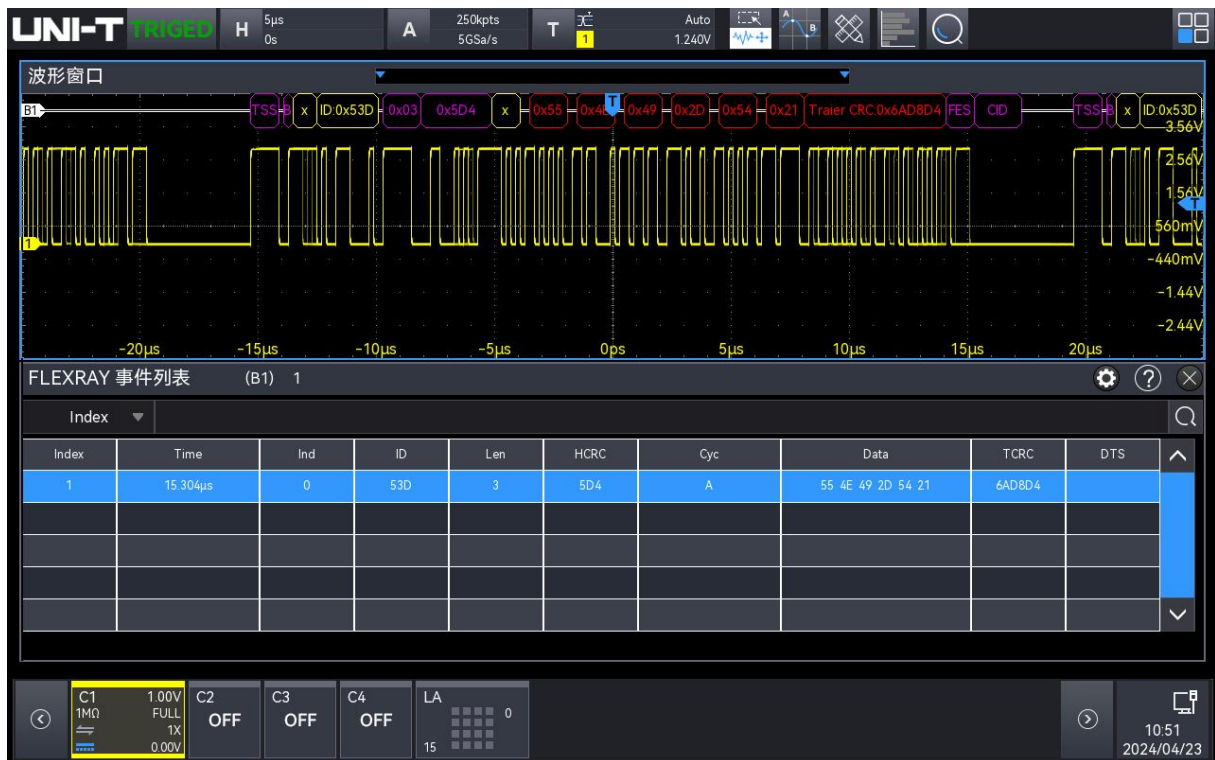 UNI-T TRIGED H 5µs A 250kpts T 1 Auto
0s 5GSa/s 1.240V A B
波形窗口
B1 TSS B x ID:0x53D 0x03 0x5D4 x 0x55 0x4E T 0x49 0x2D 0x54 0x21 Traier CRC:0x6AD8D4 FES CID TSS B x ID:0x53D
3.56V
2.56V
1.56V
T
560mV
1
-440mV
-1.44V
-2.44V
-20µs -15µs -10µs -5µs 0ps 5µs 10µs 15µs 20µs
FLEXRAY 事件列表 (B1) 1
Index
Index Time Ind ID Len HCRC Cyc Data TCRC DTS
1 15.304µs 0 53D 3 5D4 A 55 4E 49 2D 54 21 6AD8D4
C1 1.00V C2 C3 C4 LA
1MΩ FULL OFF OFF OFF 0
1X
0.00V 15
10:51
2024/04/23